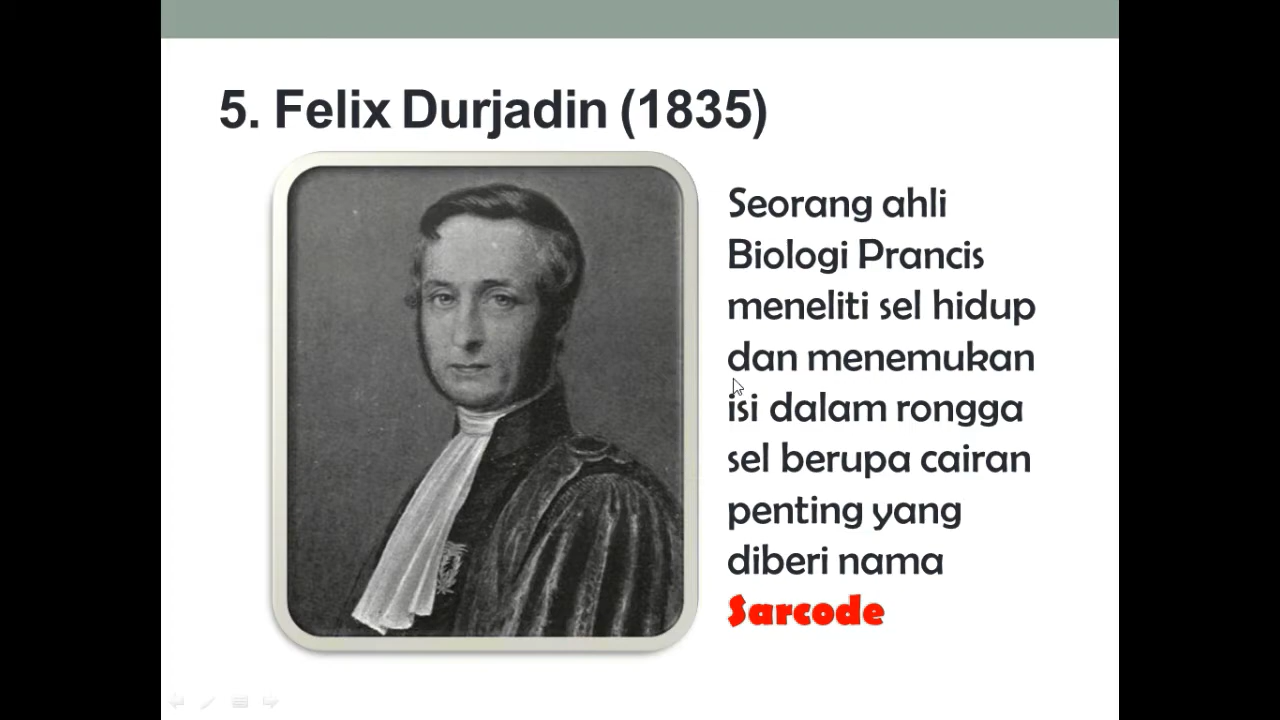 5. Felix Durjadin (1835)
Seorang ahli
Biologi Prancis
meneliti sel hidup
dan menemukan
isi dalam rongga
sel berupa cairan
penting yang
diberi nama
Sarcode